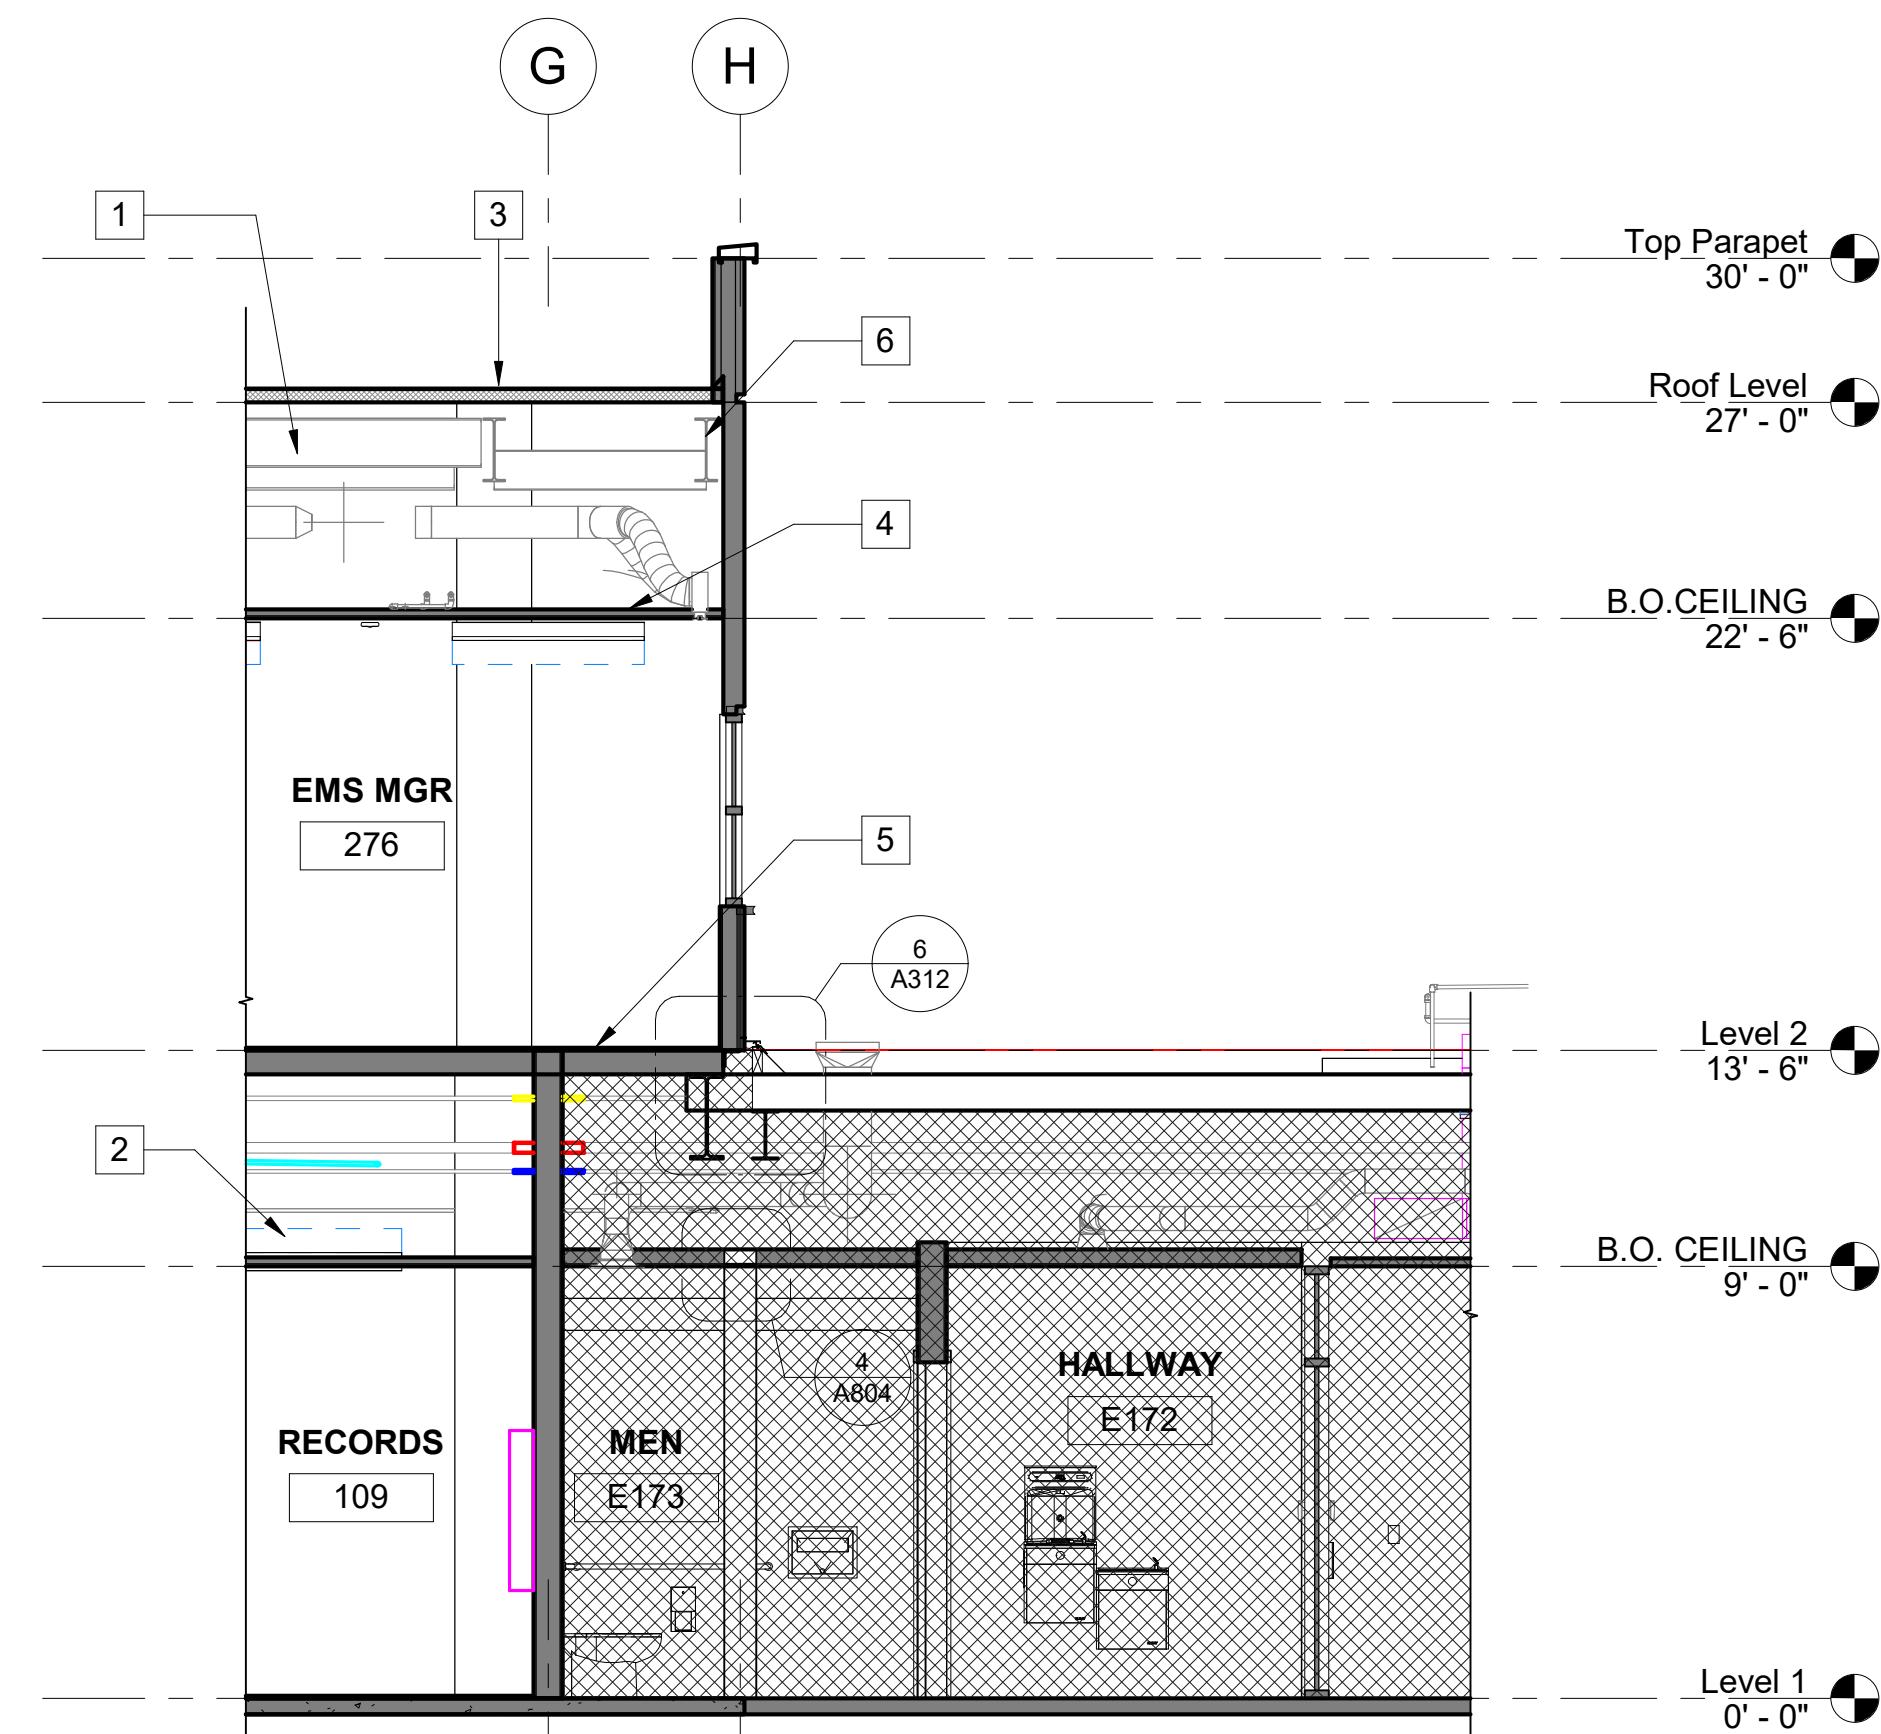 G
H
1
3
Top Parapet
30' - 0"
6
Roof Level
27' - 0"
4
B.O.CEILING
22' - 6"
EMS MGR
276
5
6
A312
Level 2
13' - 6"
2
B.O. CEILING
9' - 0"
4
A804
HALLWAY
E172
RECORDS
109
MEN
E173
Level 1
0' - 0"